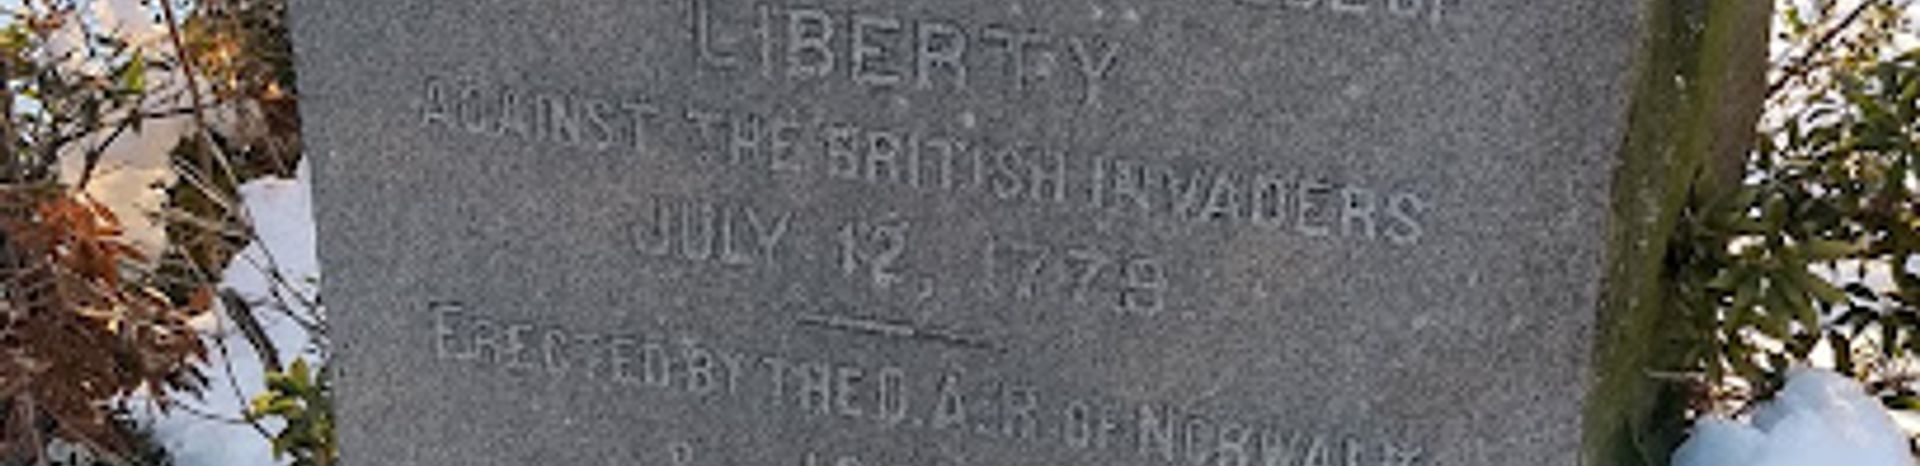 LIBERTY
AGAINST THE BRITISH INVADERS
JULY 12, 1779
ERECTED BY THE D. A. R. OF NORWALK